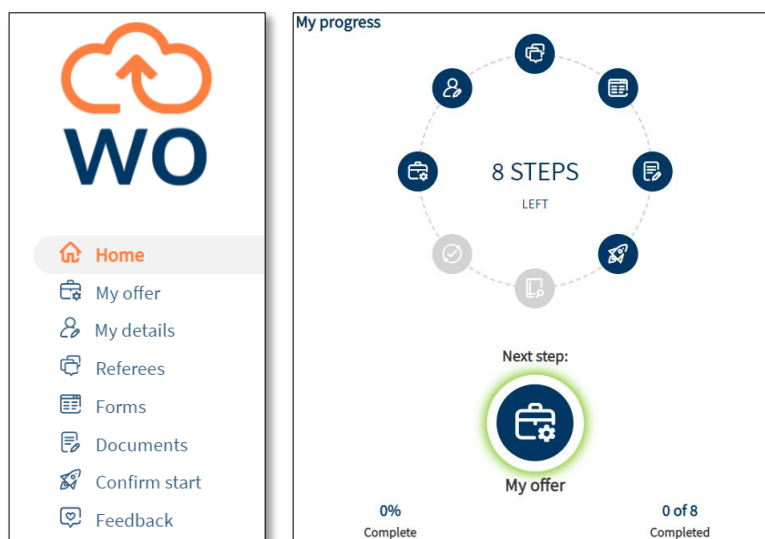 WO
Home
My offer
My details
Referees
Forms
Documents
Confirm start
Feedback
My progress
8 STEPS
LEFT
Next step:
My offer
0%
Complete
0 of 8
Completed